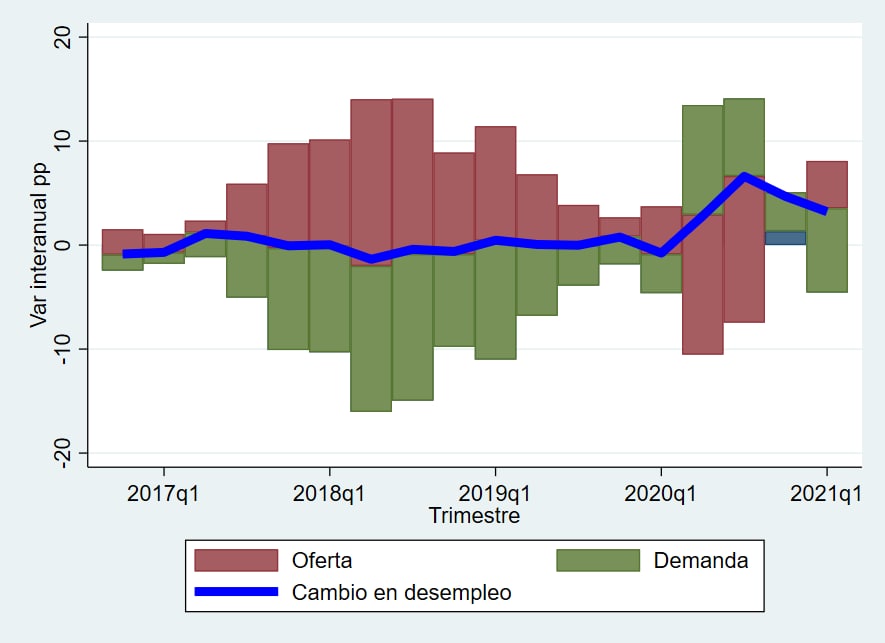 20
10
0
-10
-20
Var interanual pp
2017q1 2018q1 2019q1 2020q1 2021q1
Trimestre
Oferta Demanda
Cambio en desempleo